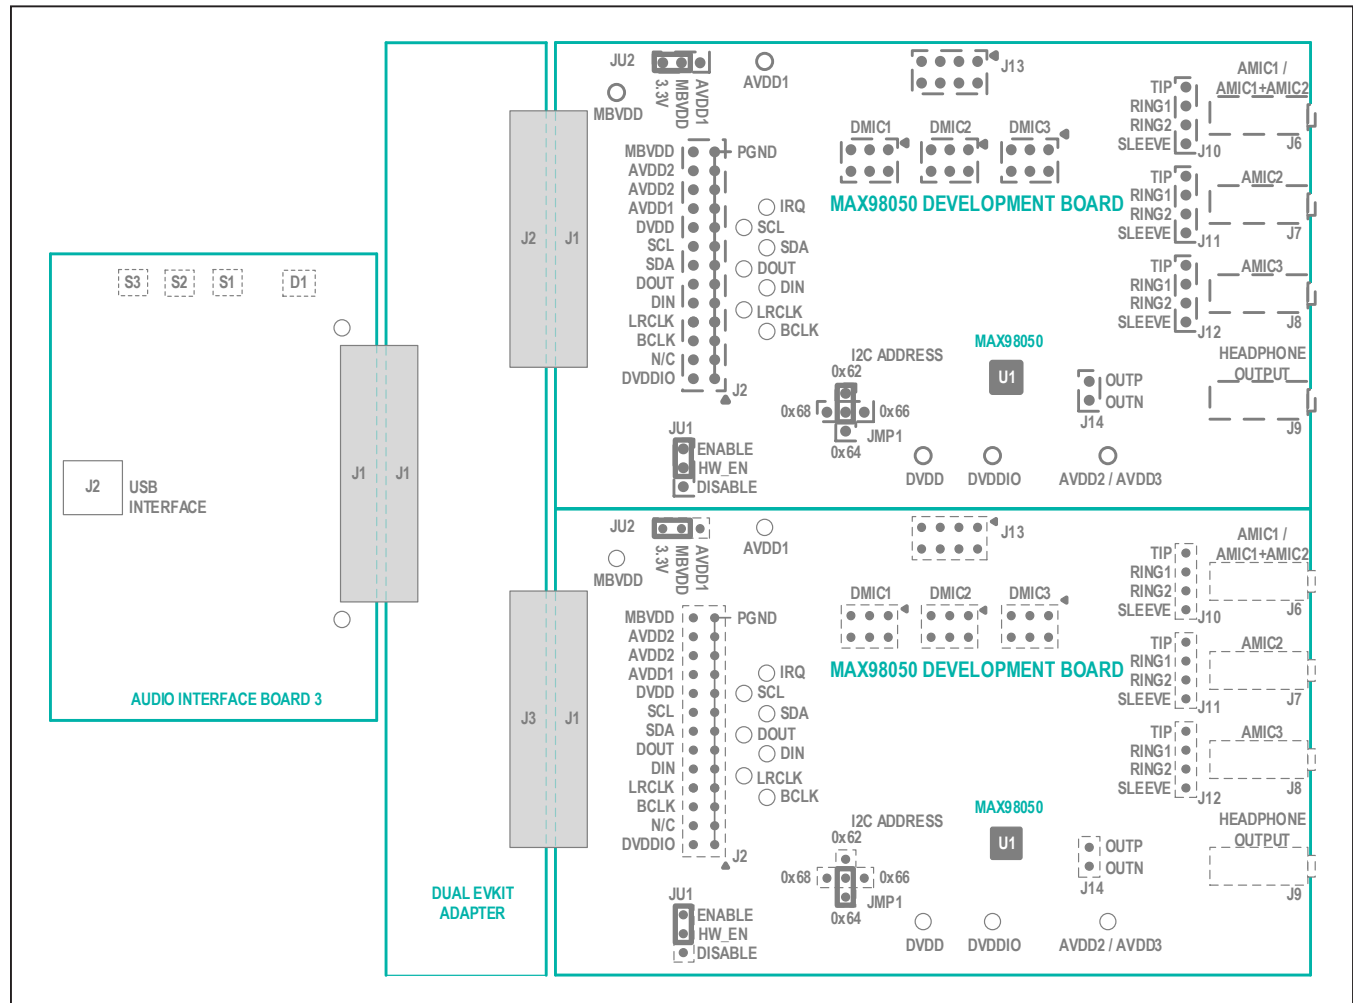 S3
S2
S1
D1
J2
USB
INTERFACE
J1
J1
AUDIO INTERFACE BOARD 3
DUAL EVKIT
ADAPTER
J2
J1
J3
J1
JU2
3.3V
MBVDD
AVDD1
MBVDD
AVDD1
J13
MBVDD
PGND
AVDD2
AVDD2
AVDD1
DVDD
SCL
SDA
DOUT
DIN
LRCLK
BCLK
N/C
DVDDIO
J2
IRQ
SCL
SDA
DOUT
DIN
LRCLK
BCLK
DMIC1
DMIC2
DMIC3
MAX98050 DEVELOPMENT BOARD
AMIC1 /
AMIC1+AMIC2
TIP
RING1
RING2
SLEEVE
J10
J6
AMIC2
TIP
RING1
RING2
SLEEVE
J11
J7
AMIC3
TIP
RING1
RING2
SLEEVE
J12
J8
HEADPHONE
OUTPUT
J9
MAX98050
U1
OUTP
OUTN
J14
I2C ADDRESS
0x62
0x68
0x66
JMP1
0x64
JU1
ENABLE
HW_EN
DISABLE
DVDD
DVDDIO
AVDD2 / AVDD3
JU2
3.3V
MBVDD
AVDD1
MBVDD
AVDD1
J13
MBVDD
PGND
AVDD2
AVDD2
AVDD1
DVDD
SCL
SDA
DOUT
DIN
LRCLK
BCLK
N/C
DVDDIO
J2
IRQ
SCL
SDA
DOUT
DIN
LRCLK
BCLK
DMIC1
DMIC2
DMIC3
MAX98050 DEVELOPMENT BOARD
AMIC1 /
AMIC1+AMIC2
TIP
RING1
RING2
SLEEVE
J10
J6
AMIC2
TIP
RING1
RING2
SLEEVE
J11
J7
AMIC3
TIP
RING1
RING2
SLEEVE
J12
J8
HEADPHONE
OUTPUT
J9
MAX98050
U1
OUTP
OUTN
J14
I2C ADDRESS
0x62
0x68
0x66
JMP1
0x64
JU1
ENABLE
HW_EN
DISABLE
DVDD
DVDDIO
AVDD2 / AVDD3